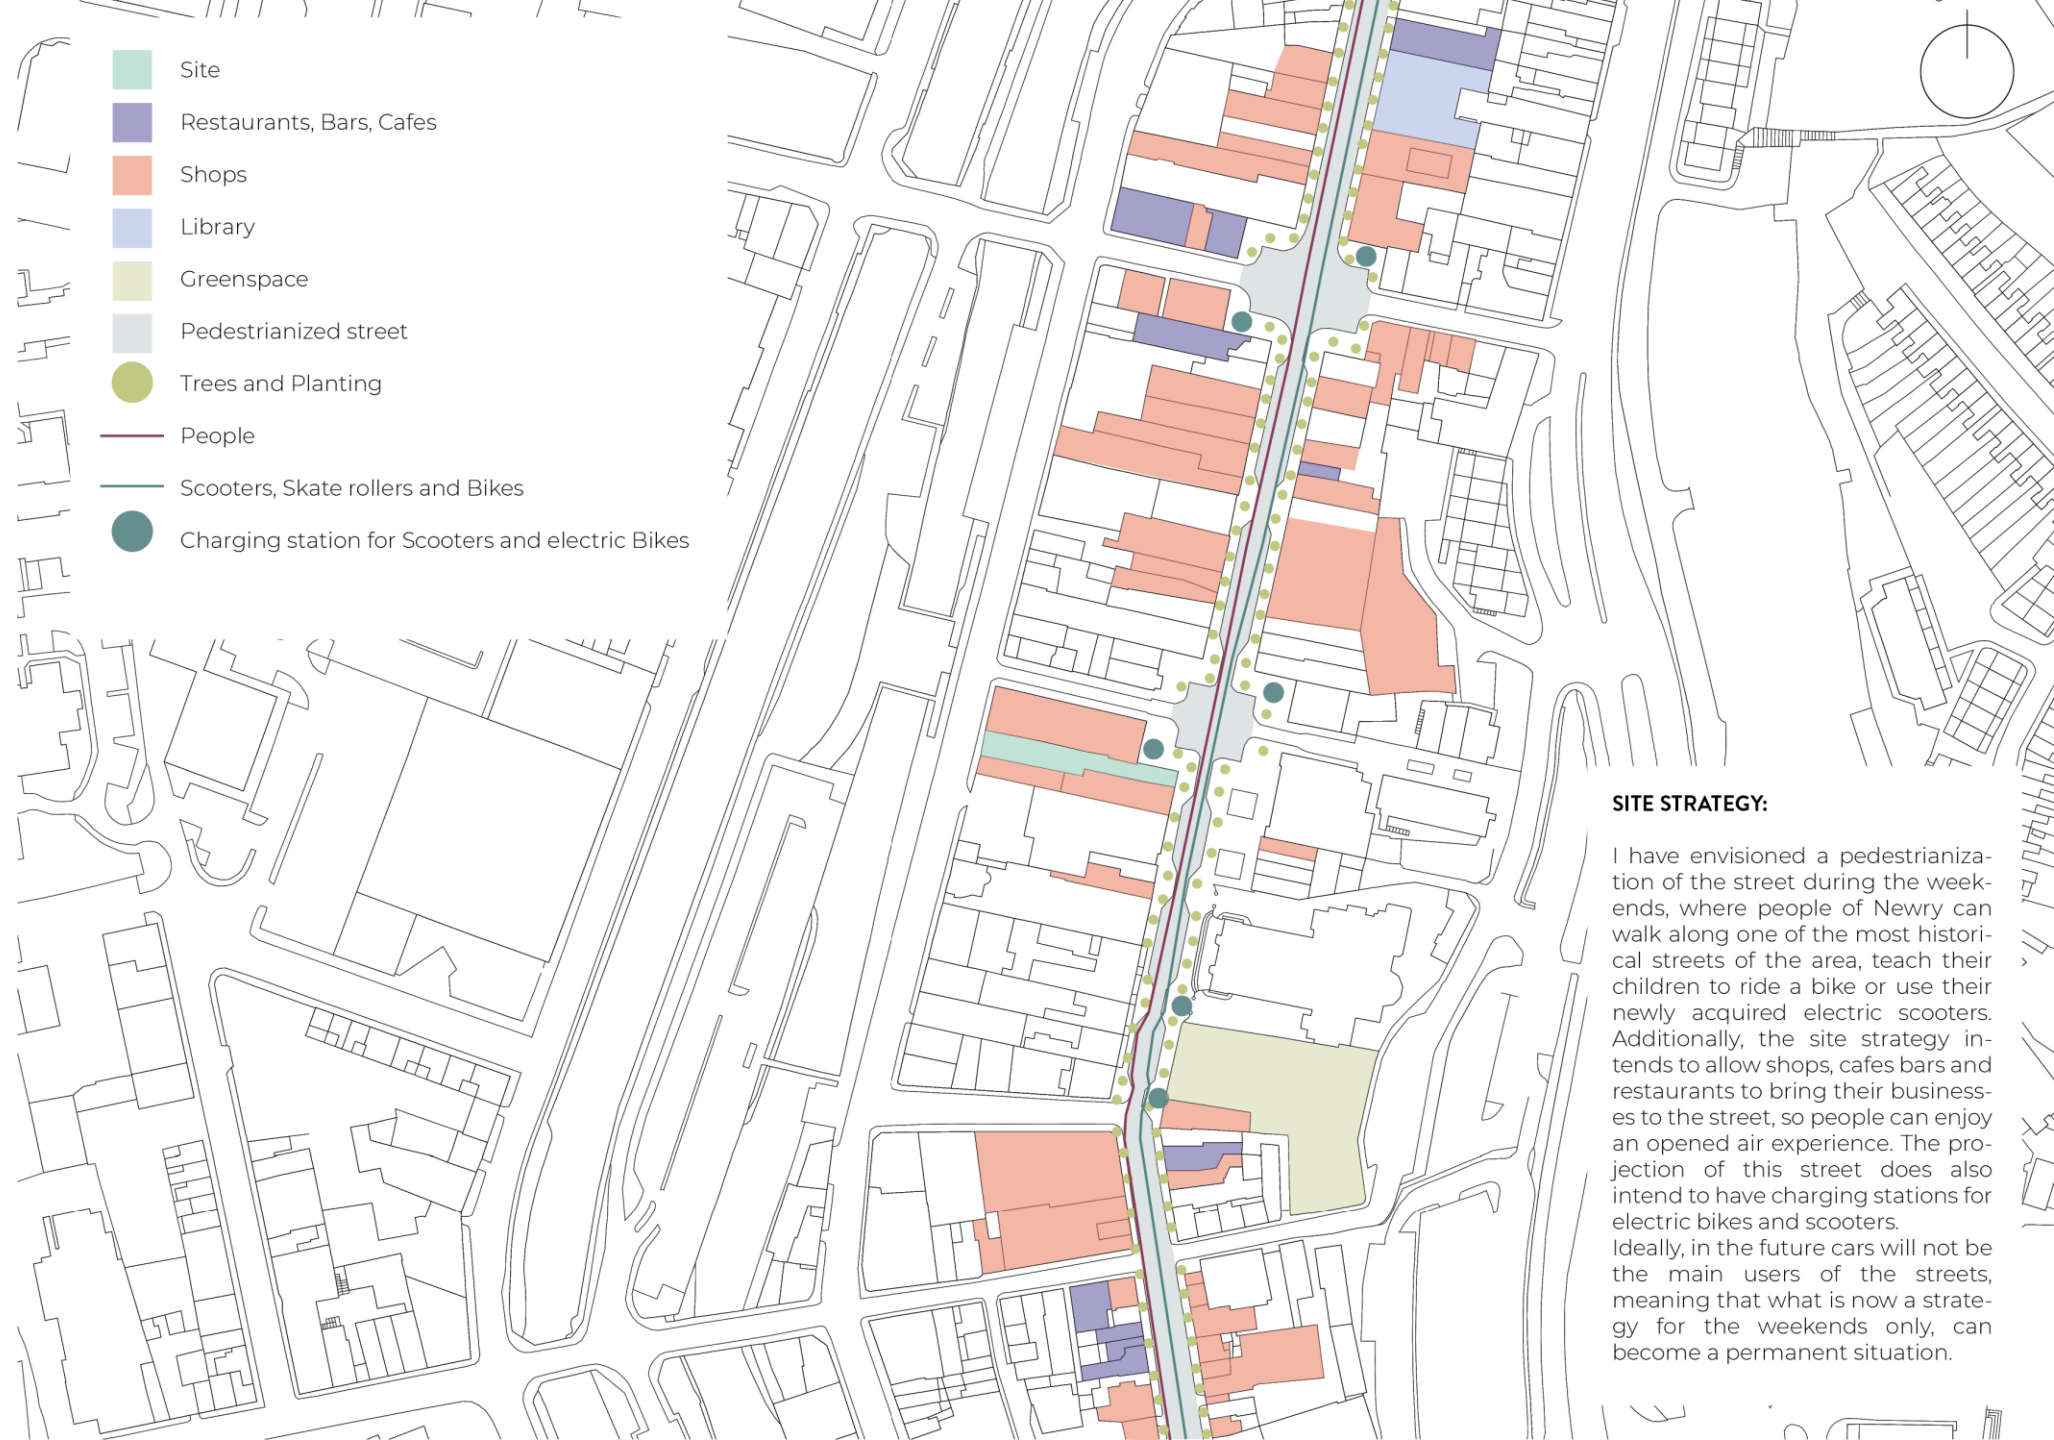 Site
Restaurants, Bars, Cafes
Shops
Library
Greenspace
Pedestrianized street
Trees and Planting
People
Scooters, Skate rollers and Bikes
Charging station for Scooters and electric Bikes
SITE STRATEGY:
I have envisioned a pedestrianiza-
tion of the street during the week-
ends, where people of Newry can
walk along one of the most histori-
cal streets of the area, teach their
children to ride a bike or use their
newly acquired electric scooters.
Additionally, the site strategy in-
tends to allow shops, cafes bars and
restaurants to bring their business-
es to the street, so people can enjoy
an opened air experience. The pro-
jection of this street does also
intend to have charging stations for
electric bikes and scooters.
Ideally, in the future cars will not be
the main users of the streets,
meaning that what is now a strate-
gy for the weekends only, can
become a permanent situation.